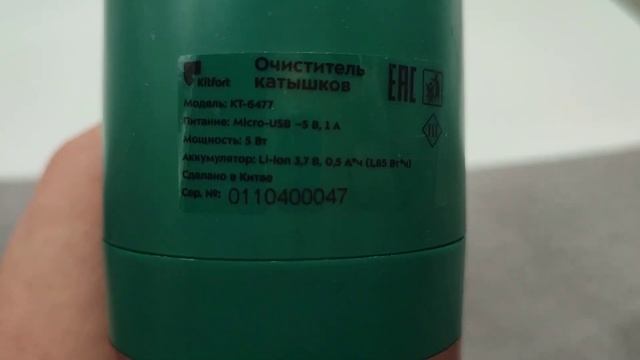 Kitfort
Очиститель
катышков
EAC
Модель: КТ-6477
Питание: Micro-USB ~5 В, 1 А
Мощность: 5 Вт
Аккумулятор: Li-Ion 3,7 В, 0,5 А*ч (1,85 Вт*ч)
Сделано в Китае
Сер. №: 0110400047